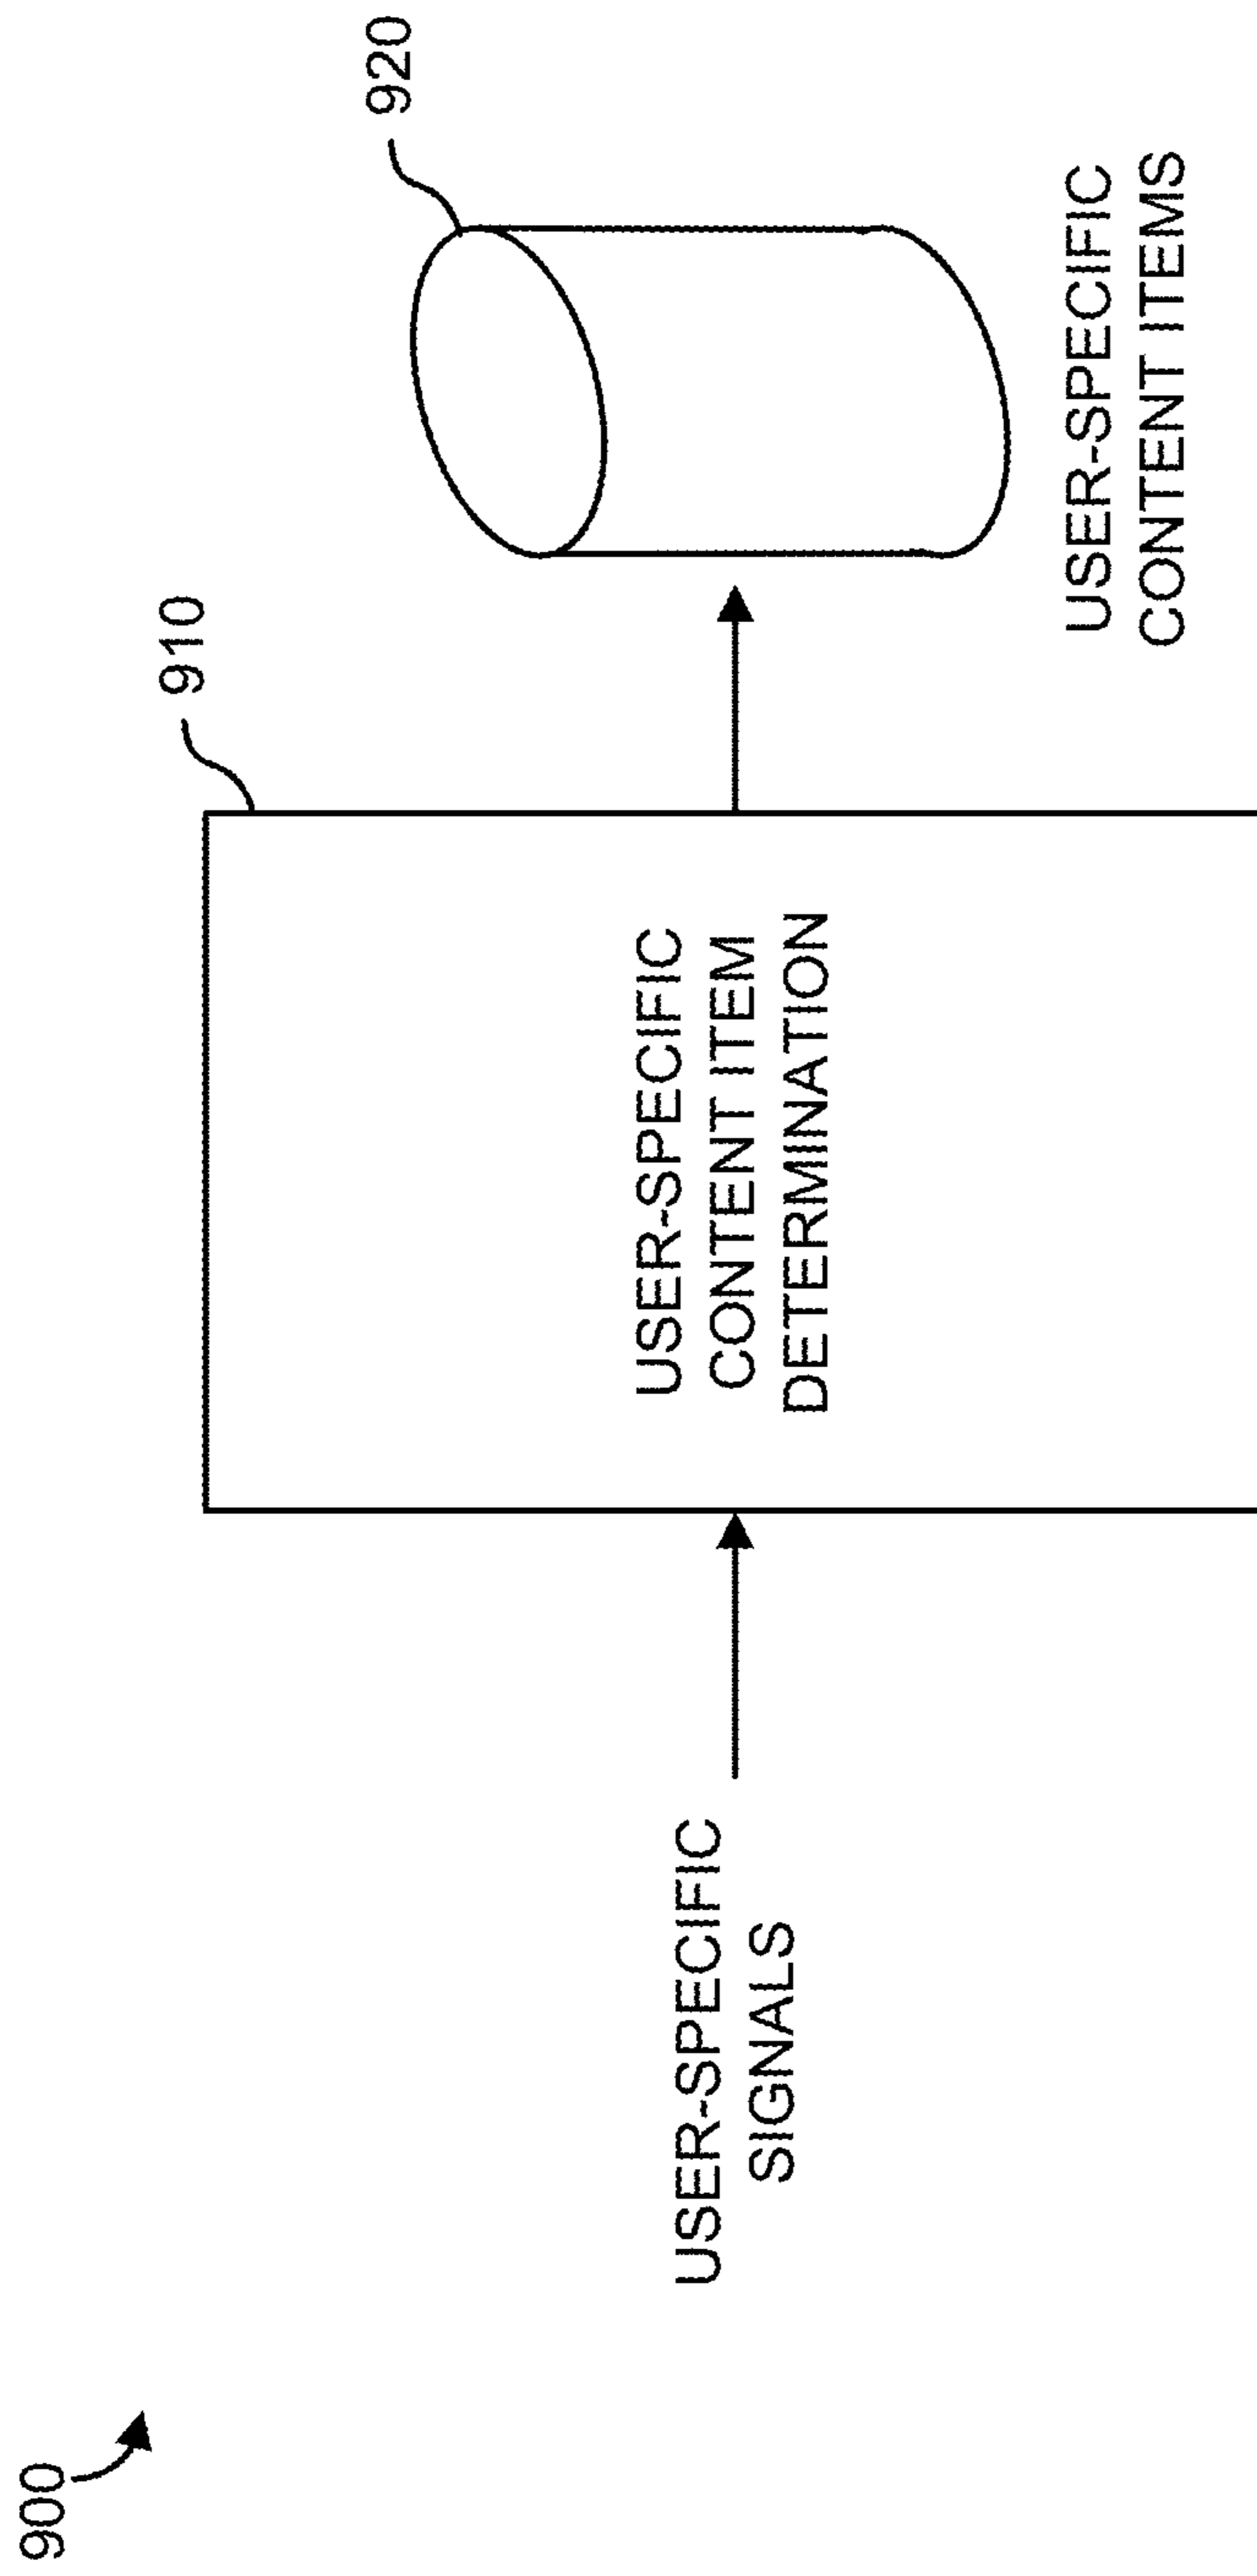 900
USER-SPECIFIC
SIGNALS
910
USER-SPECIFIC
CONTENT ITEM
DETERMINATION
920
USER-SPECIFIC
CONTENT ITEMS